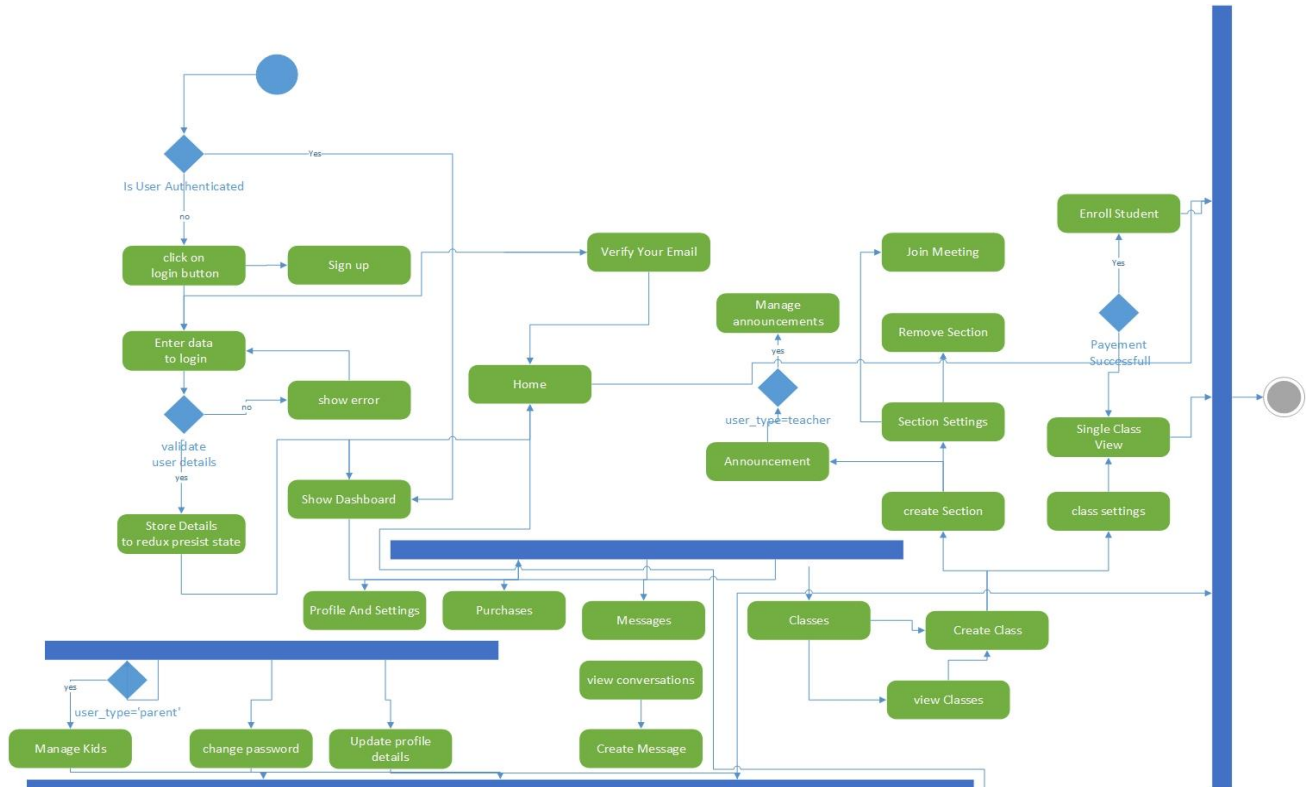 Yes
Is User Authenticated
no
click on
login button
Sign up
Verify Your Email
Enroll Student
Join Meeting
Yes
Manage
announcements
Remove Section
Enter data
to login
yes
Payement
Successfull
Home
show error
no
user_type=teacher
Section Settings
Single Class
View
validate
user details
yes
Announcement
Show Dashboard
create Section
class settings
Store Details
to redux presist state
Profile And Settings
Purchases
Messages
Classes
Create Class
view conversations
view Classes
yes
user_type='parent'
Manage Kids
change password
Update profile
details
Create Message